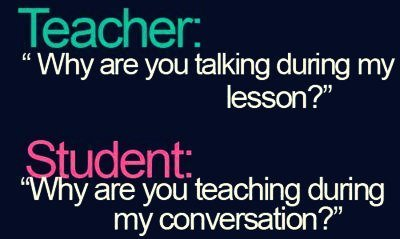 Teacher:
“ Why are you talking during my
lesson?”
Student:
“Why are you teaching during
my conversation?”